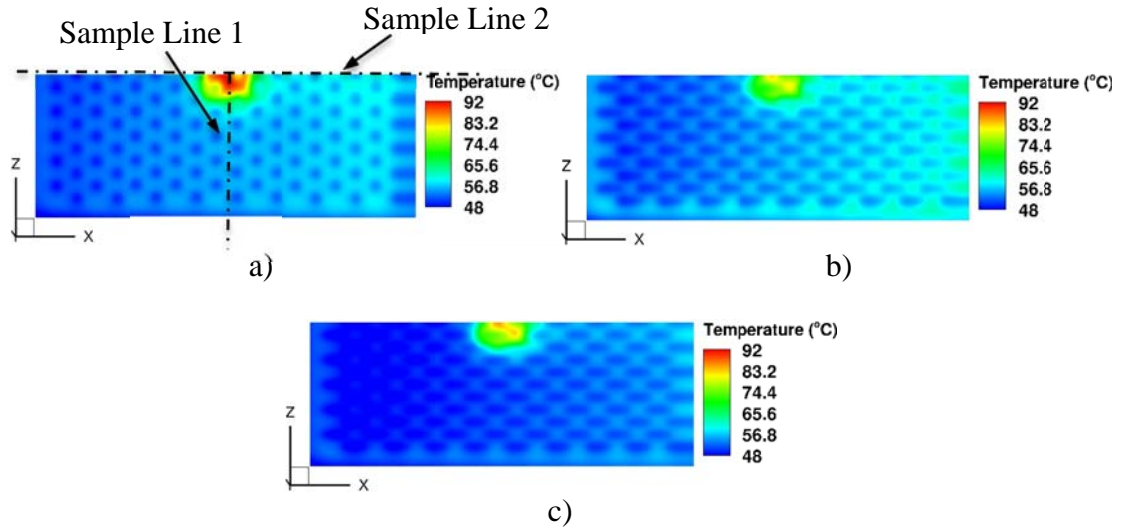 Sample Line 1
Sample Line 2
Temperature (°C)
92
83.2
74.4
65.6
56.8
48
Z
Y
X
a)
Temperature (°C)
92
83.2
74.4
65.6
56.8
48
Z
Y
X
b)
Temperature (°C)
92
83.2
74.4
65.6
56.8
48
Z
Y
X
c)